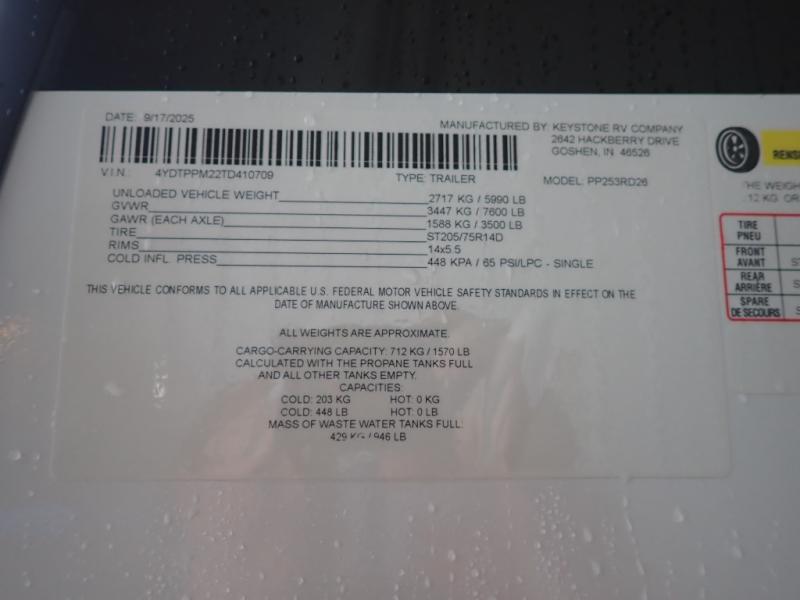 DATE: 9/17/2025
MANUFACTURED BY: KEYSTONE RV COMPANY
2642 HACKBERRY DRIVE
GOSHEN, IN 46526
V.I.N.: 4YDTPPM22TD410709 TYPE: TRAILER MODEL: PP253RD26
UNLOADED VEHICLE WEIGHT 2717 KG / 5990 LB
GVWR 3447 KG / 7600 LB
GAWR (EACH AXLE) 1588 KG / 3500 LB
TIRE ST205/75R14D
RIMS 14x5.5
COLD INFL. PRESS 448 KPA / 65 PSI/LPC - SINGLE
THIS VEHICLE CONFORMS TO ALL APPLICABLE U.S. FEDERAL MOTOR VEHICLE SAFETY STANDARDS IN EFFECT ON THE
DATE OF MANUFACTURE SHOWN ABOVE.
ALL WEIGHTS ARE APPROXIMATE.
CARGO-CARRYING CAPACITY: 712 KG / 1570 LB
CALCULATED WITH THE PROPANE TANKS FULL
AND ALL OTHER TANKS EMPTY.
CAPACITIES:
COLD: 203 KG HOT: 0 KG
COLD: 448 LB HOT: 0 LB
MASS OF WASTE WATER TANKS FULL:
429 KG / 946 LB
TIRE
PNEU
FRONT
AVANT
REAR
ARRIÈRE
SPARE
DE SECOURS